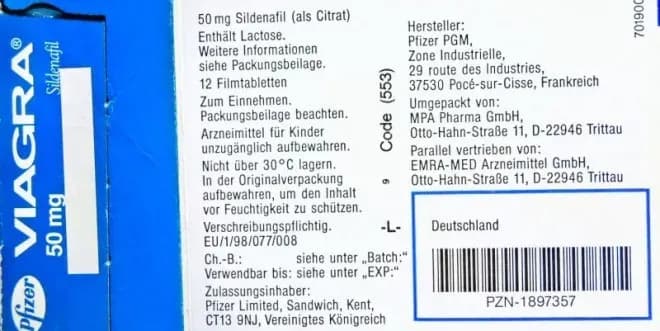 Pfizer
VIAGRA®
Sildenafil
50 mg
50 mg Sildenafil (als Citrat)
Enthält Lactose.
Weitere Informationen
siehe Packungsbeilage.
12 Filmtabletten
Zum Einnehmen.
Packungsbeilage beachten.
Arzneimittel für Kinder
unzugänglich aufbewahren.
Nicht über 30°C lagern.
In der Originalverpackung
aufbewahren, um den Inhalt
vor Feuchtigkeit zu schützen.
Verschreibungspflichtig.
EU/1/98/077/008
Ch.-B.: siehe unter „Batch:"
Verwendbar bis: siehe unter „EXP:"
Zulassungsinhaber:
Pfizer Limited, Sandwich, Kent,
CT13 9NJ, Vereinigtes Königreich
9 Code (553)
-L-
Hersteller:
Pfizer PGM,
Zone Industrielle,
29 route des Industries,
37530 Pocé-sur-Cisse, Frankreich
Umgepackt von:
MPA Pharma GmbH,
Otto-Hahn-Straße 11, D-22946 Trittau
Parallel vertrieben von:
EMRA-MED Arzneimittel GmbH,
Otto-Hahn-Straße 11, D-22946 Trittau
Deutschland
PZN-1897357